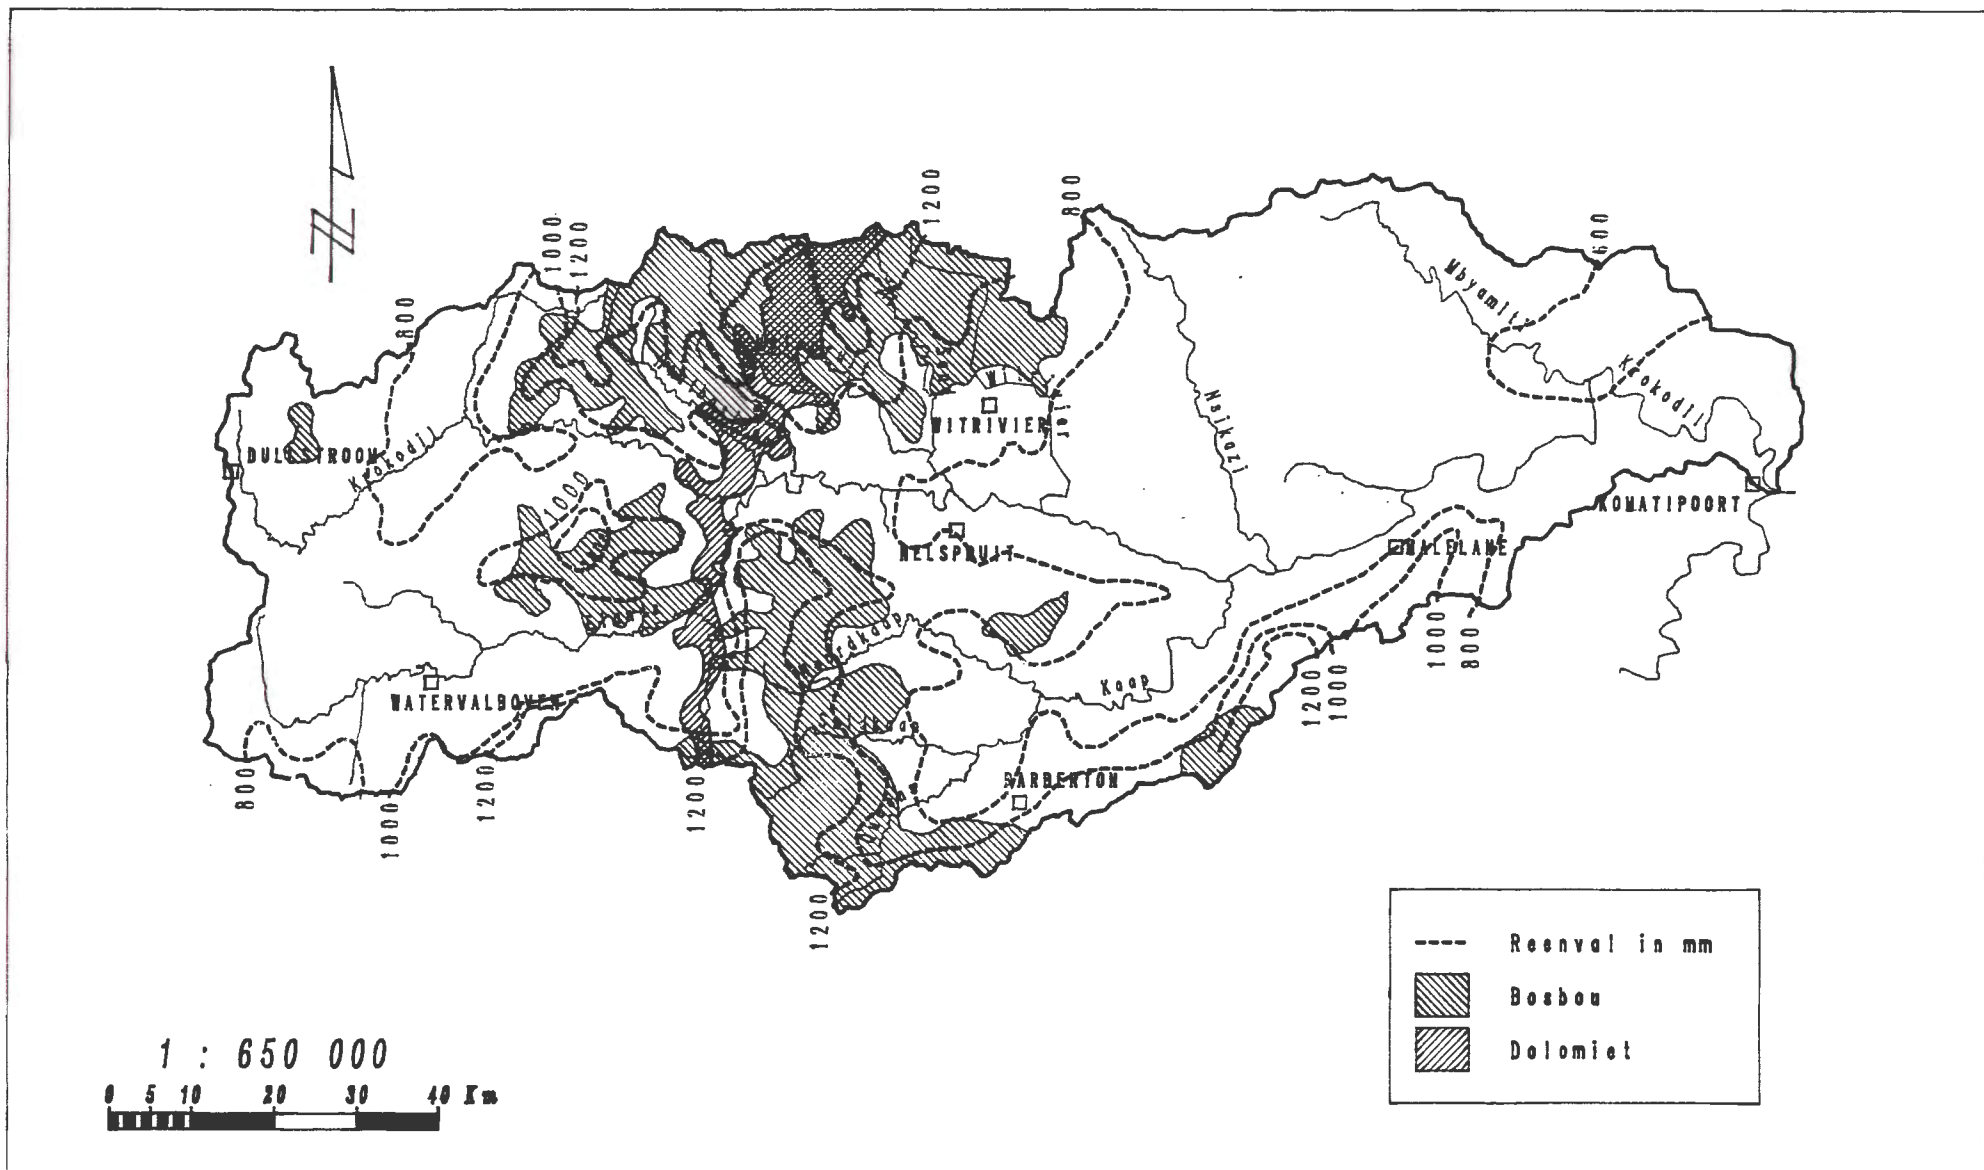 1200
800
600
1000
1200
800
Mbyamiti
Krokodil
Nsikazi
WITRIVIER
DULLSTROOM
Krokodil
1000
KOMATIPOORT
NELSPRUIT
MALELANE
Noordkaap
1000
800
Kaap
1200
1000
WATERVALBOVEN
Suidkaap
BARBERTON
800
1000
1200
1200
1200
Reenval in mm
Bosbou
Dolomiet
1 : 650 000
0 5 10 20 30 40 Km